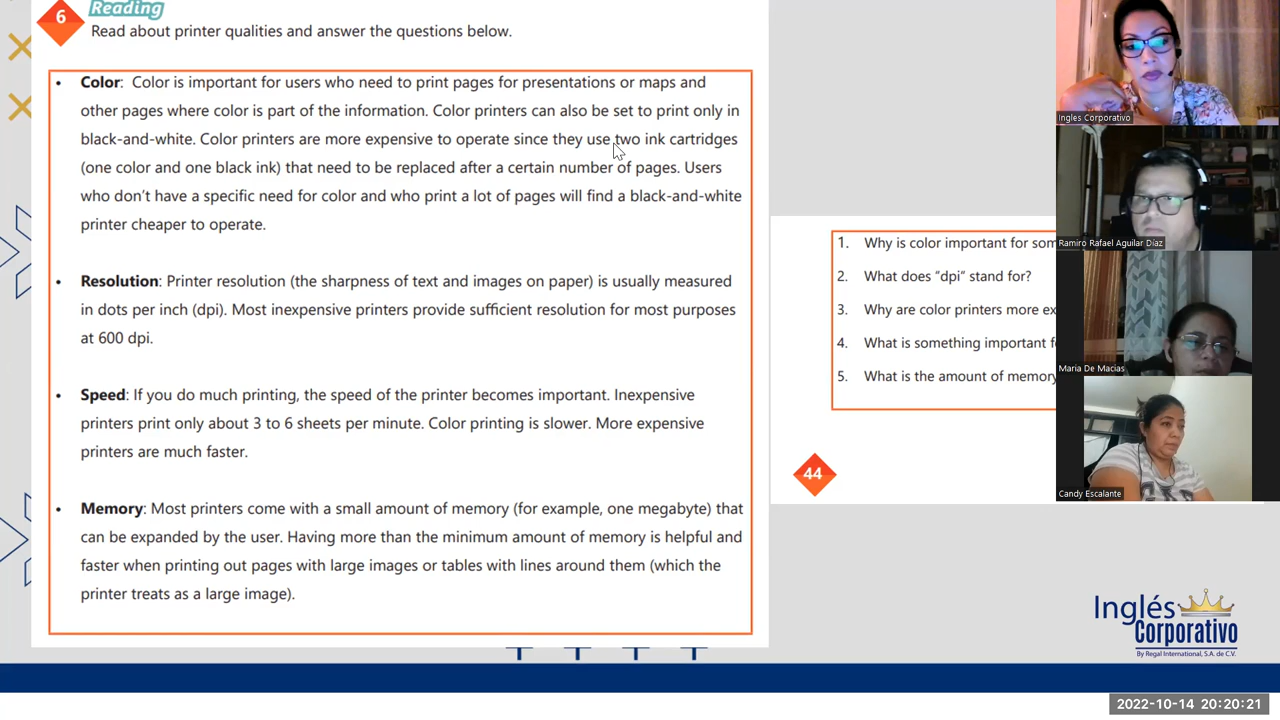 6
Reading
Read about printer qualities and answer the questions below.
• Color: Color is important for users who need to print pages for presentations or maps and
other pages where color is part of the information. Color printers can also be set to print only in
black-and-white. Color printers are more expensive to operate since they use two ink cartridges
(one color and one black ink) that need to be replaced after a certain number of pages. Users
who don't have a specific need for color and who print a lot of pages will find a black-and-white
printer cheaper to operate.
• Resolution: Printer resolution (the sharpness of text and images on paper) is usually measured
in dots per inch (dpi). Most inexpensive printers provide sufficient resolution for most purposes
at 600 dpi.
• Speed: If you do much printing, the speed of the printer becomes important. Inexpensive
printers print only about 3 to 6 sheets per minute. Color printing is slower. More expensive
printers are much faster.
• Memory: Most printers come with a small amount of memory (for example, one megabyte) that
can be expanded by the user. Having more than the minimum amount of memory is helpful and
faster when printing out pages with large images or tables with lines around them (which the
printer treats as a large image).
1. Why is color important for som
2. What does "dpi" stand for?
3. Why are color printers more ex
4. What is something important f
5. What is the amount of memory
44
Ingles Corporativo
Ramiro Rafael Aguilar Díaz
Maria De Macias
Candy Escalante
Inglés
Corporativo
By Regal International, S.A. de C.V.
2022-10-14 20:20:21